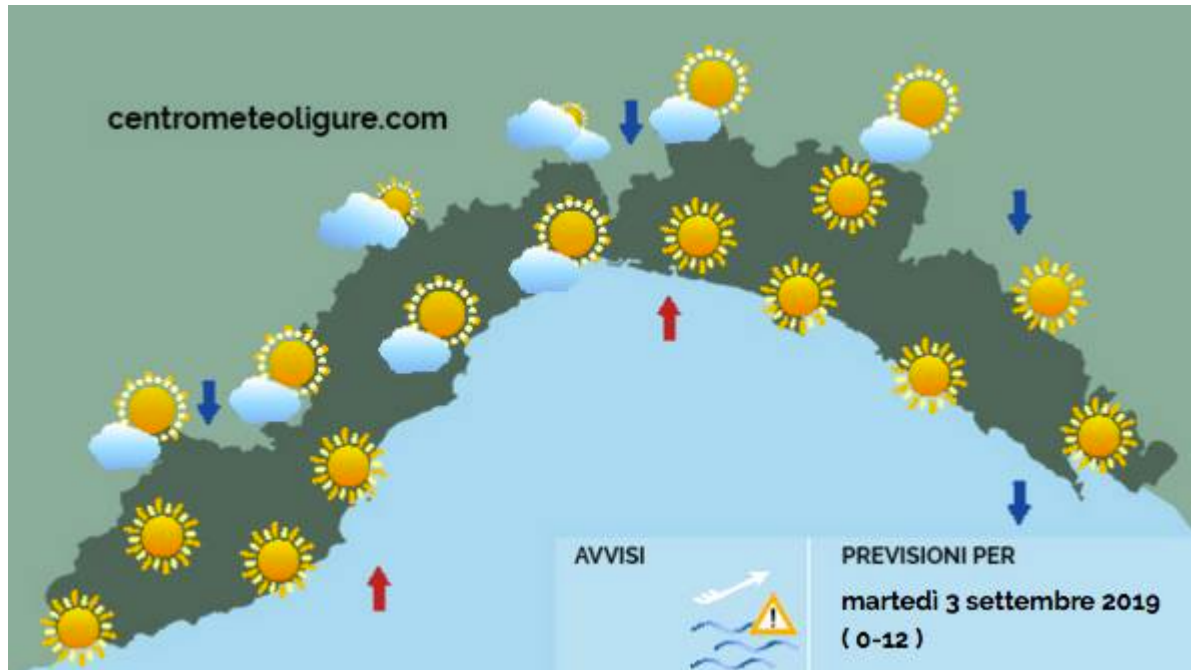 centrometeoligure.com
AVVISI
PREVISIONI PER
martedì 3 settembre 2019
( 0-12 )